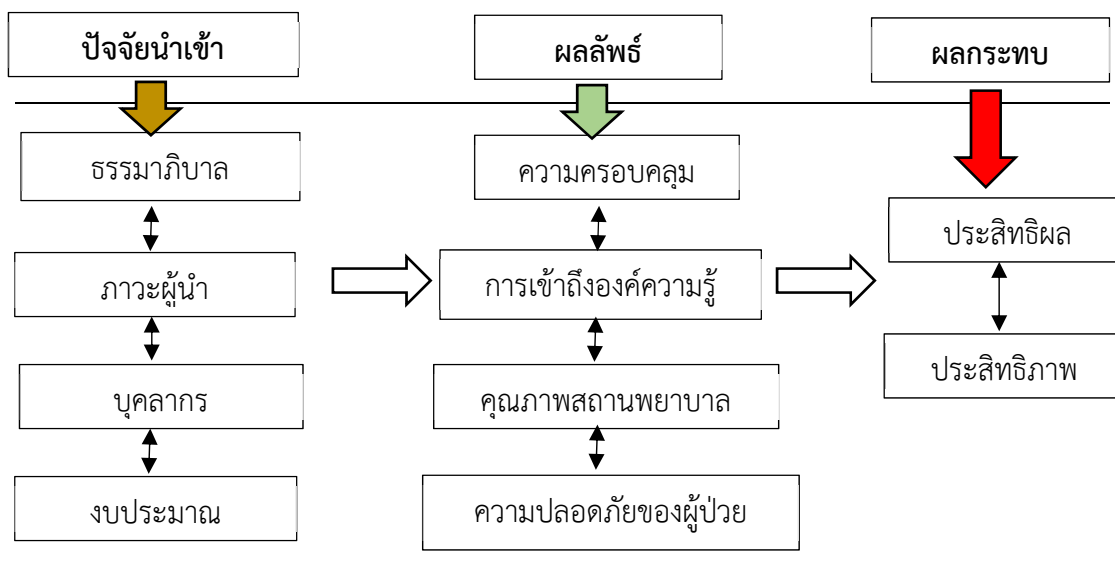 ปัจจัยนำเข้า
ผลลัพธ์
ผลกระทบ
ธรรมาภิบาล
ภาวะผู้นำ
บุคลากร
งบประมาณ
ความครอบคลุม
การเข้าถึงองค์ความรู้
คุณภาพสถานพยาบาล
ความปลอดภัยของผู้ป่วย
ประสิทธิผล
ประสิทธิภาพ